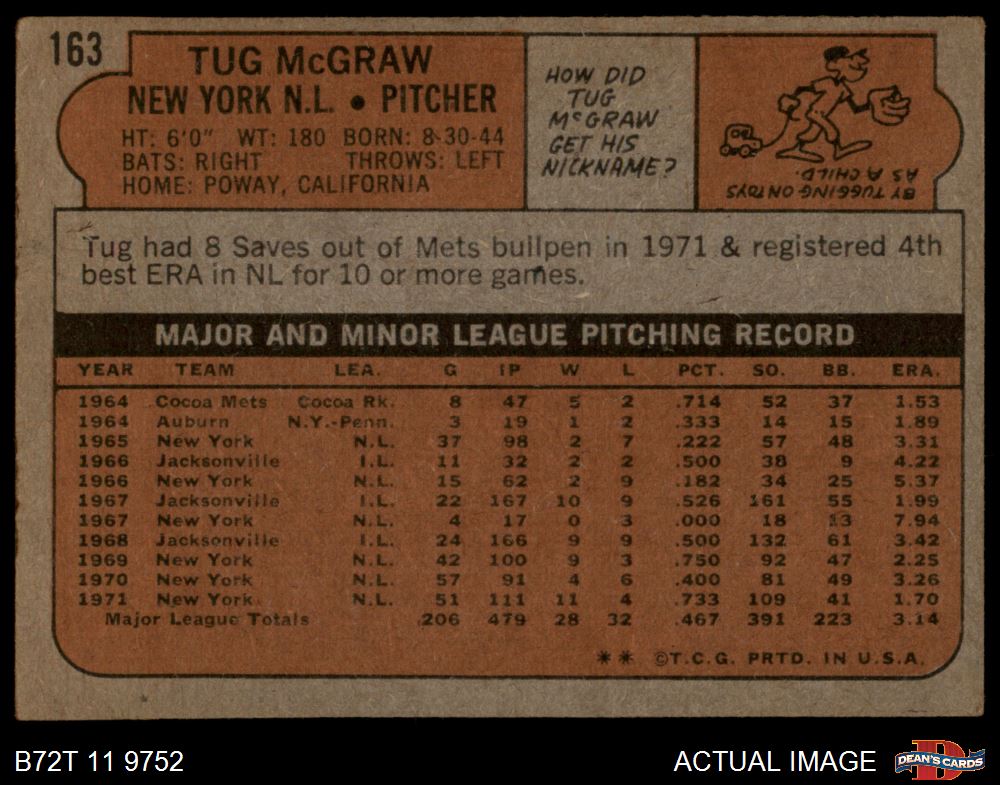 163
TUG McGRAW
NEW YORK N.L. • PITCHER
HT: 6'0" WT: 180 BORN: 8-30-44
BATS: RIGHT THROWS: LEFT
HOME: POWAY, CALIFORNIA
HOW DID
TUG
McGRAW
GET HIS
NICKNAME?
BY TUGGING ON TOYS
AS A CHILD.
Tug had 8 Saves out of Mets bullpen in 1971 & registered 4th
best ERA in NL for 10 or more games.
MAJOR AND MINOR LEAGUE PITCHING RECORD
YEAR TEAM LEA. G IP W L PCT. SO. BB. ERA.
1964 Cocoa Mets Cocoa Rk. 8 47 5 2 .714 52 37 1.53
1964 Auburn N.Y.-Penn. 3 19 1 2 .333 14 15 1.89
1965 New York N.L. 37 98 2 7 .222 57 48 3.31
1966 Jacksonville I.L. 11 32 2 2 .500 38 9 4.22
1966 New York N.L. 15 62 2 9 .182 34 25 5.37
1967 Jacksonville I.L. 22 167 10 9 .526 161 55 1.99
1967 New York N.L. 4 17 0 3 .000 18 13 7.94
1968 Jacksonville I.L. 24 166 9 9 .500 132 61 3.42
1969 New York N.L. 42 100 9 3 .750 92 47 2.25
1970 New York N.L. 57 91 4 6 .400 81 49 3.26
1971 New York N.L. 51 111 11 4 .733 109 41 1.70
Major League Totals 206 479 28 32 .467 391 223 3.14
** ©T.C.G. PRTD. IN U.S.A.
B72T 11 9752 ACTUAL IMAGE
D
DEAN'S CARDS